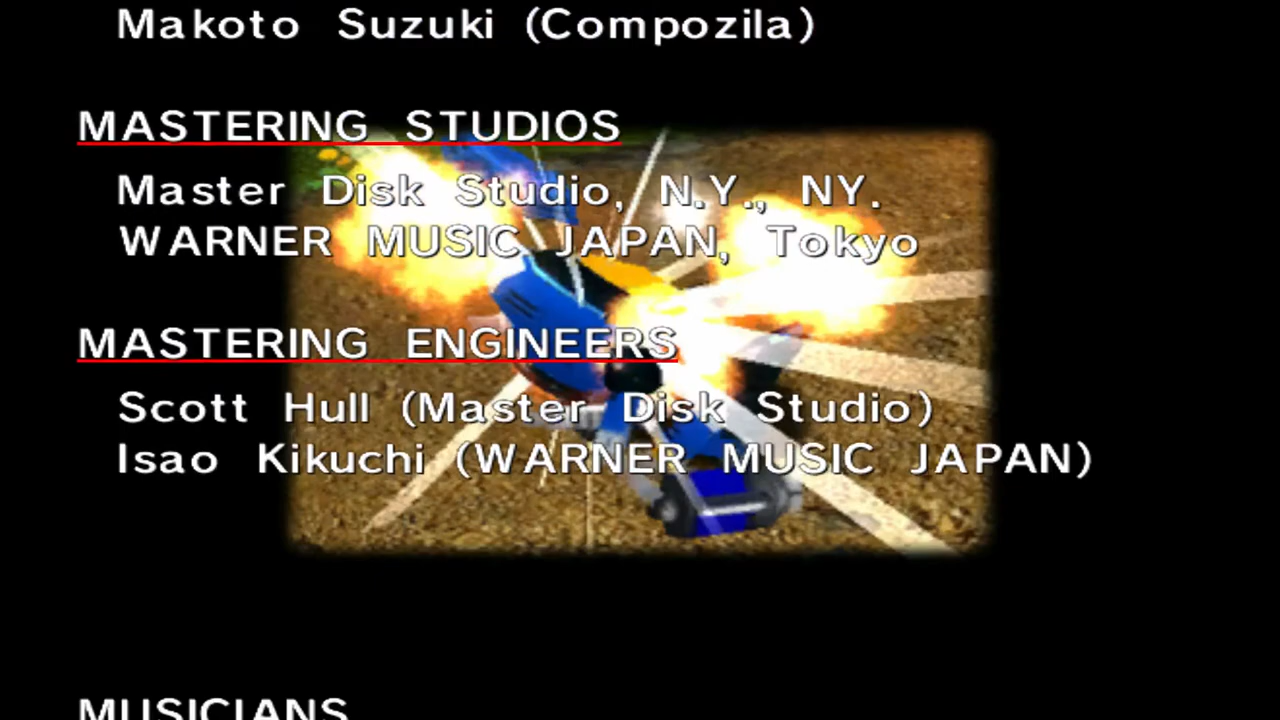 Makoto Suzuki (Compozila)
MASTERING STUDIOS
Master Disk Studio, N.Y., NY.
WARNER MUSIC JAPAN, Tokyo
MASTERING ENGINEERS
Scott Hull (Master Disk Studio)
Isao Kikuchi (WARNER MUSIC JAPAN)
MUSICIANS